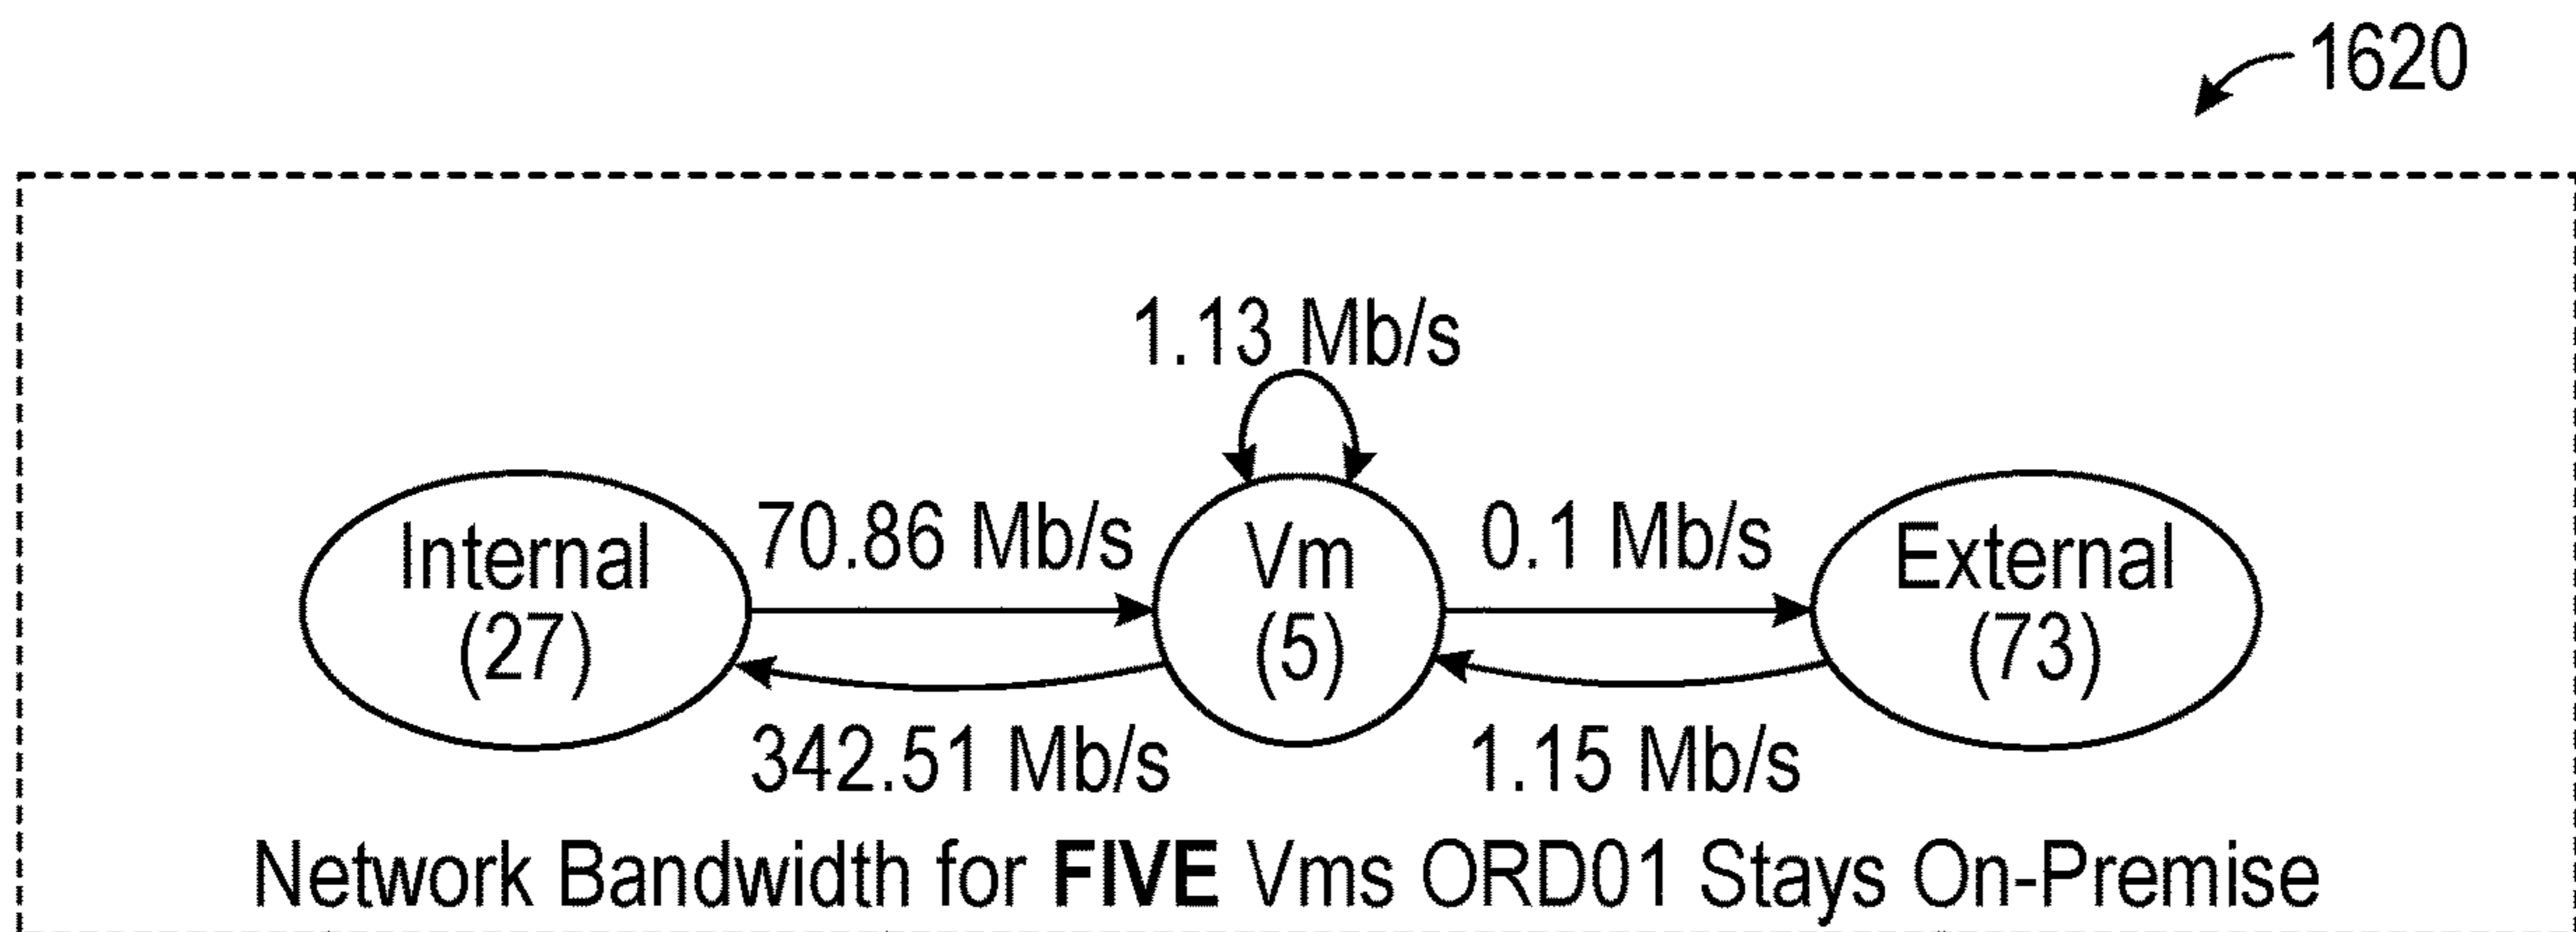 1620
1.13 Mb/s
Internal
(27)
70.86 Mb/s
342.51 Mb/s
Vm
(5)
0.1 Mb/s
1.15 Mb/s
External
(73)
Network Bandwidth for FIVE Vms ORD01 Stays On-Premise